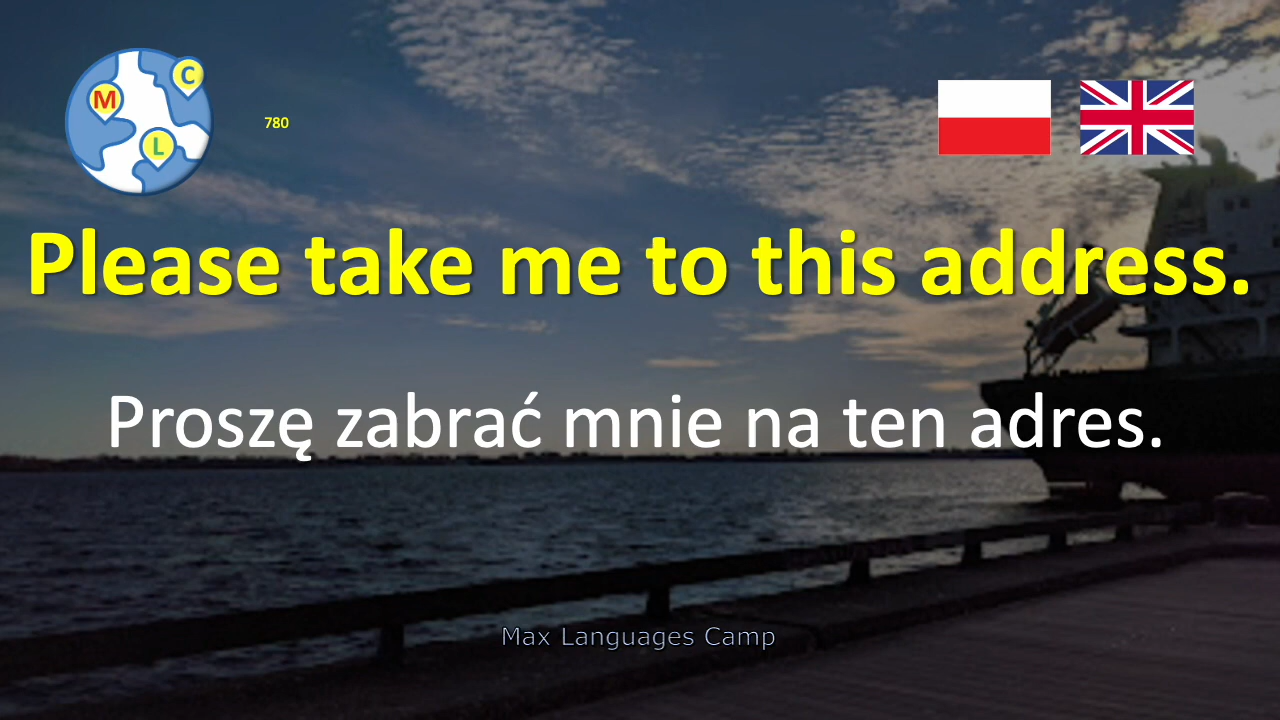 C
M
L
780
Please take me to this address.
Proszę zabrać mnie na ten adres.
Max Languages Camp